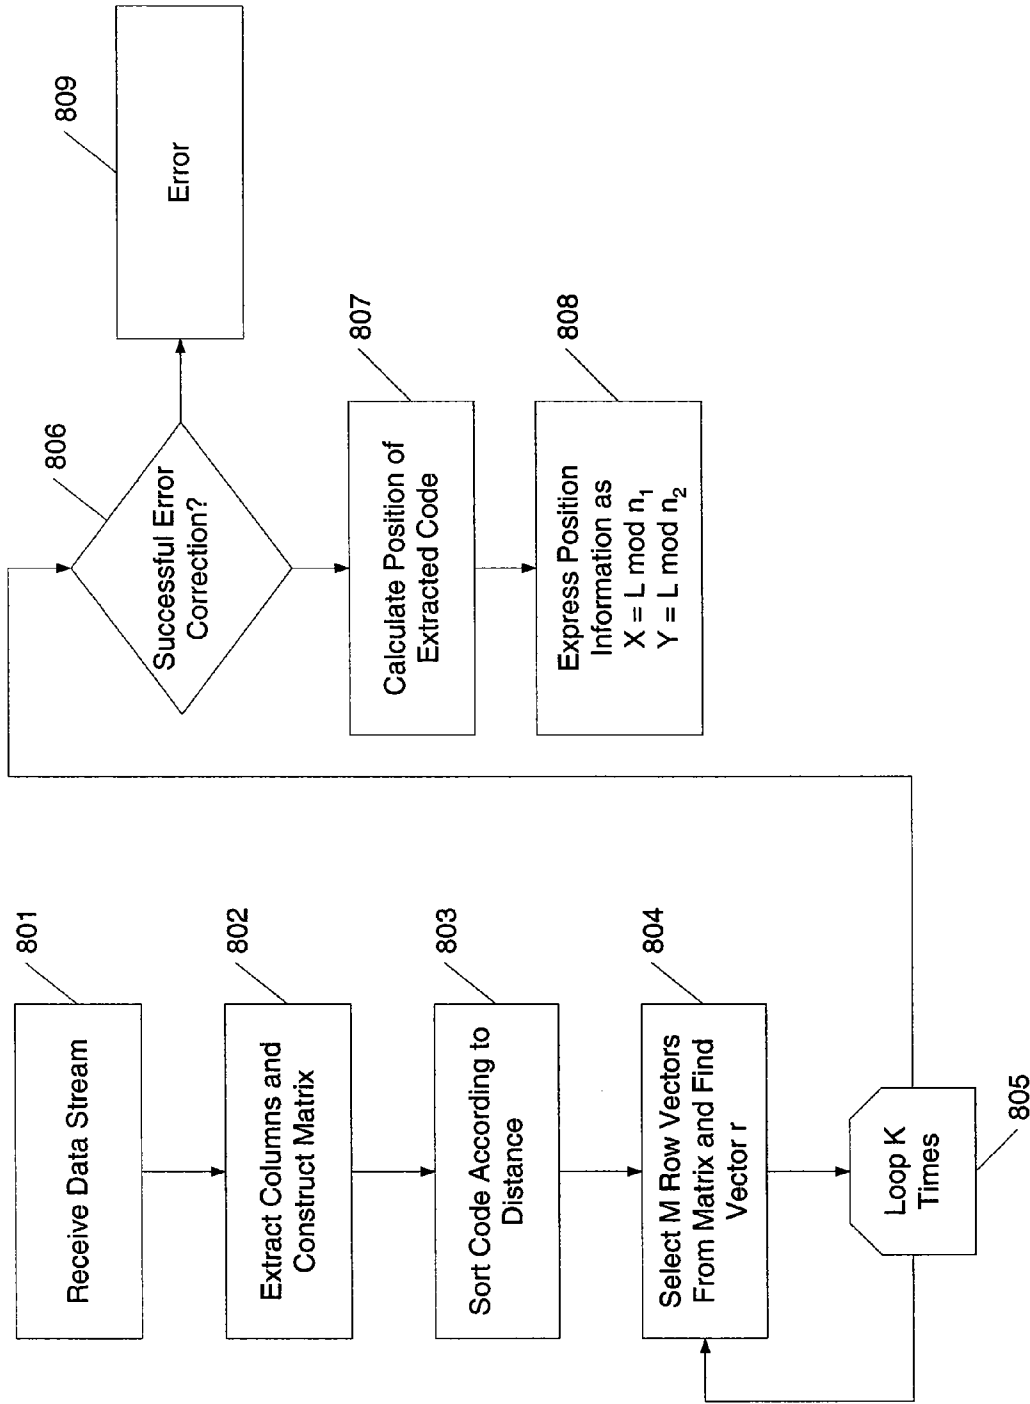 801
Receive Data Stream
802
Extract Columns and
Construct Matrix
803
Sort Code According to
Distance
804
Select M Row Vectors
From Matrix and Find
Vector r
Loop K
Times
805
806
Successful Error
Correction?
809
Error
807
Calculate Position of
Extracted Code
808
Express Position
Information as
X = L mod n₁
Y = L mod n₂